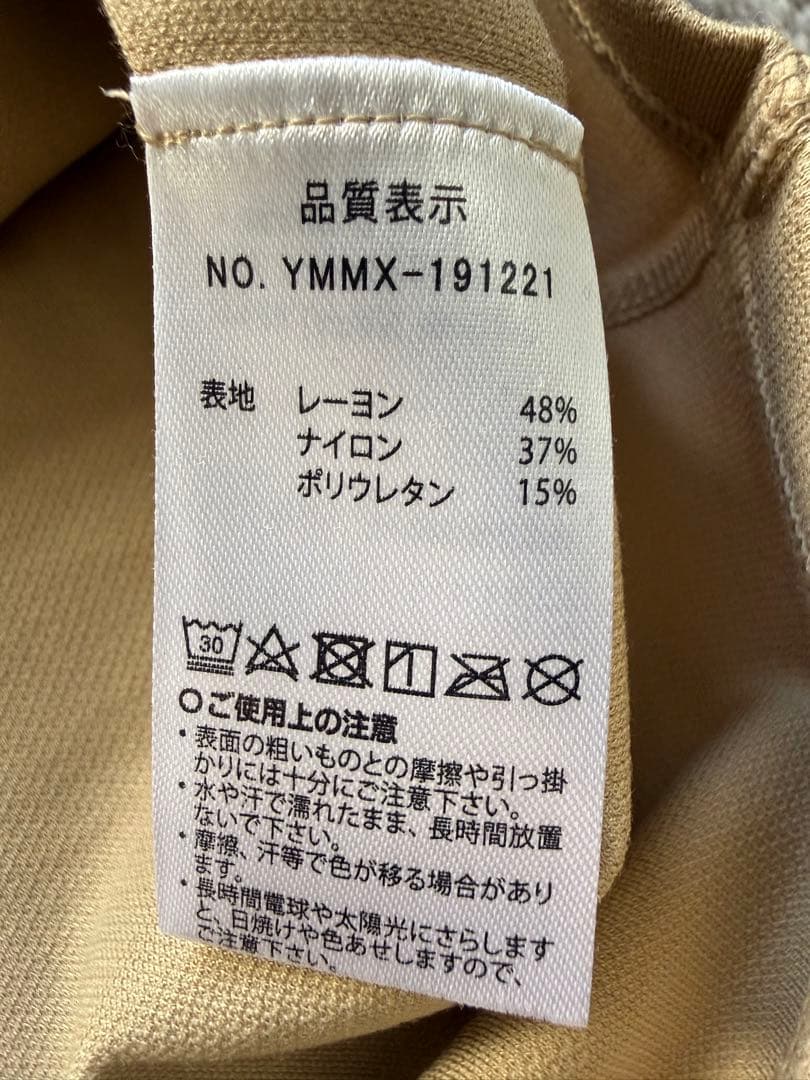 品質表示
NO. YMMX-191221
表地 レーヨン 48%
ナイロン 37%
ポリウレタン 15%
30
○ご使用上の注意
・表面の粗いものとの摩擦や引っ掛
かりには十分にご注意下さい。
・水や汗で濡れたまま、長時間放置
ないで下さい。
・摩擦、汗等で色が移る場合があり
ます。
・長時間電球や太陽光にさらします
と、日焼けや色あせしますので、
ご注意下さい。